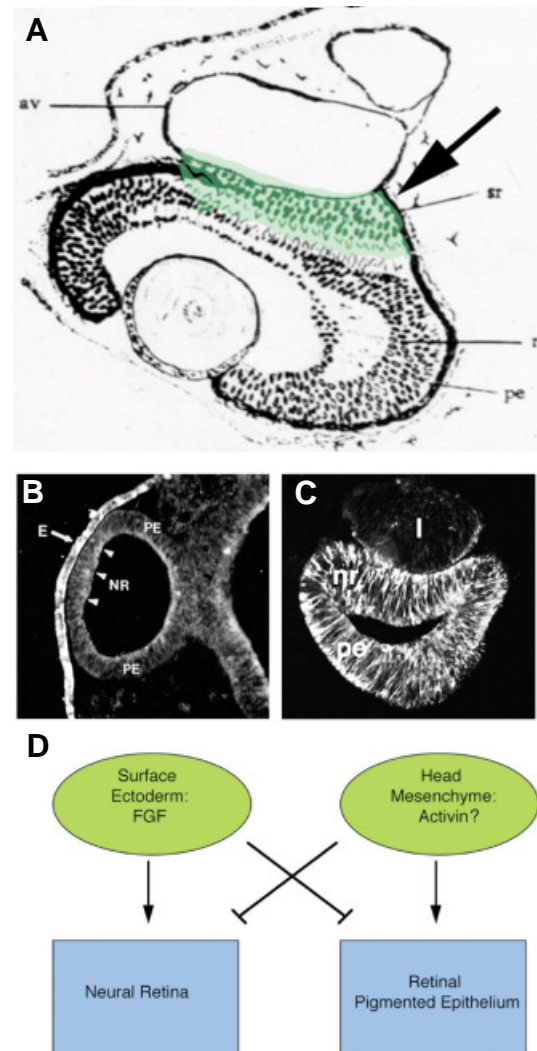 A
av
sr
r
pe
B
E
PE
NR
PE
C
l
nr
pe
D
Surface
Ectoderm:
FGF
Head
Mesenchyme:
Activin?
Neural Retina
Retinal
Pigmented Epithelium